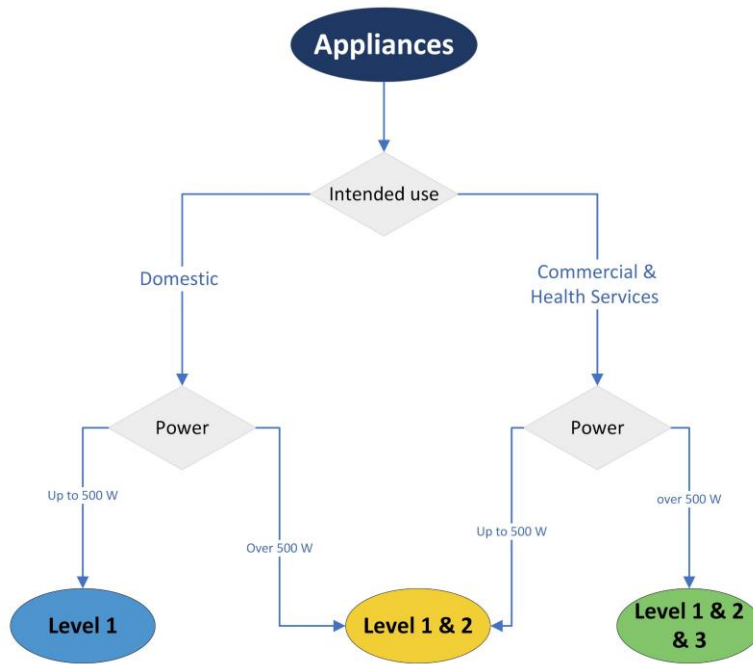 Appliances
Intended use
Domestic
Commercial &
Health Services
Power
Power
Up to 500 W
Over 500 W
Up to 500 W
over 500 W
Level 1
Level 1 & 2
Level 1 & 2
& 3